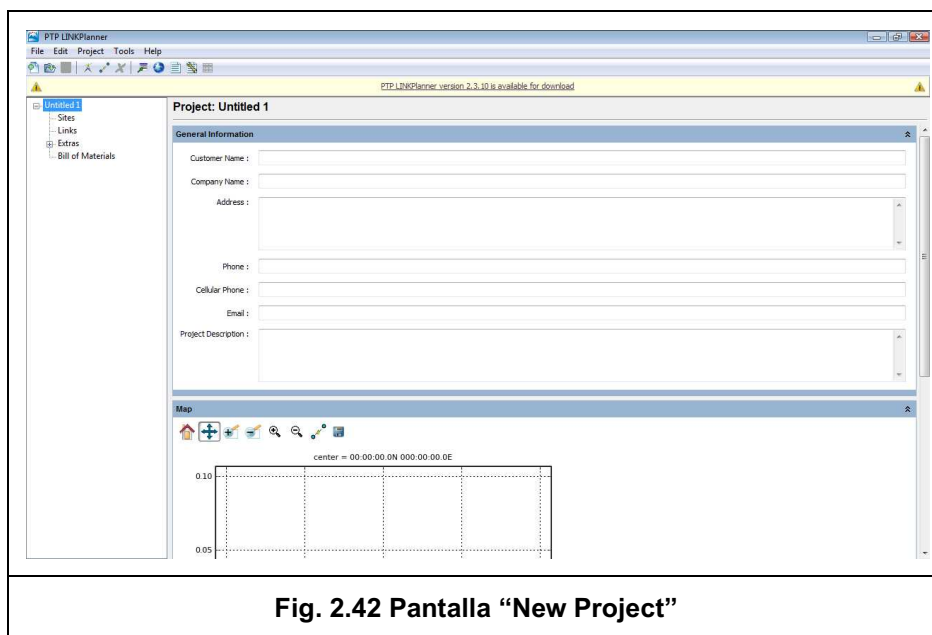 PTP LINKPlanner
File Edit Project Tools Help
PTP LINKPlanner version 2.3.10 is available for download
Untitled 1
Sites
Links
Extras
Bill of Materials
Project: Untitled 1
General Information
Customer Name :
Company Name :
Address :
Phone :
Cellular Phone :
Email :
Project Description :
Map
center = 00:00:00.0N 000:00:00.0E
0.10
0.05
Fig. 2.42 Pantalla “New Project”